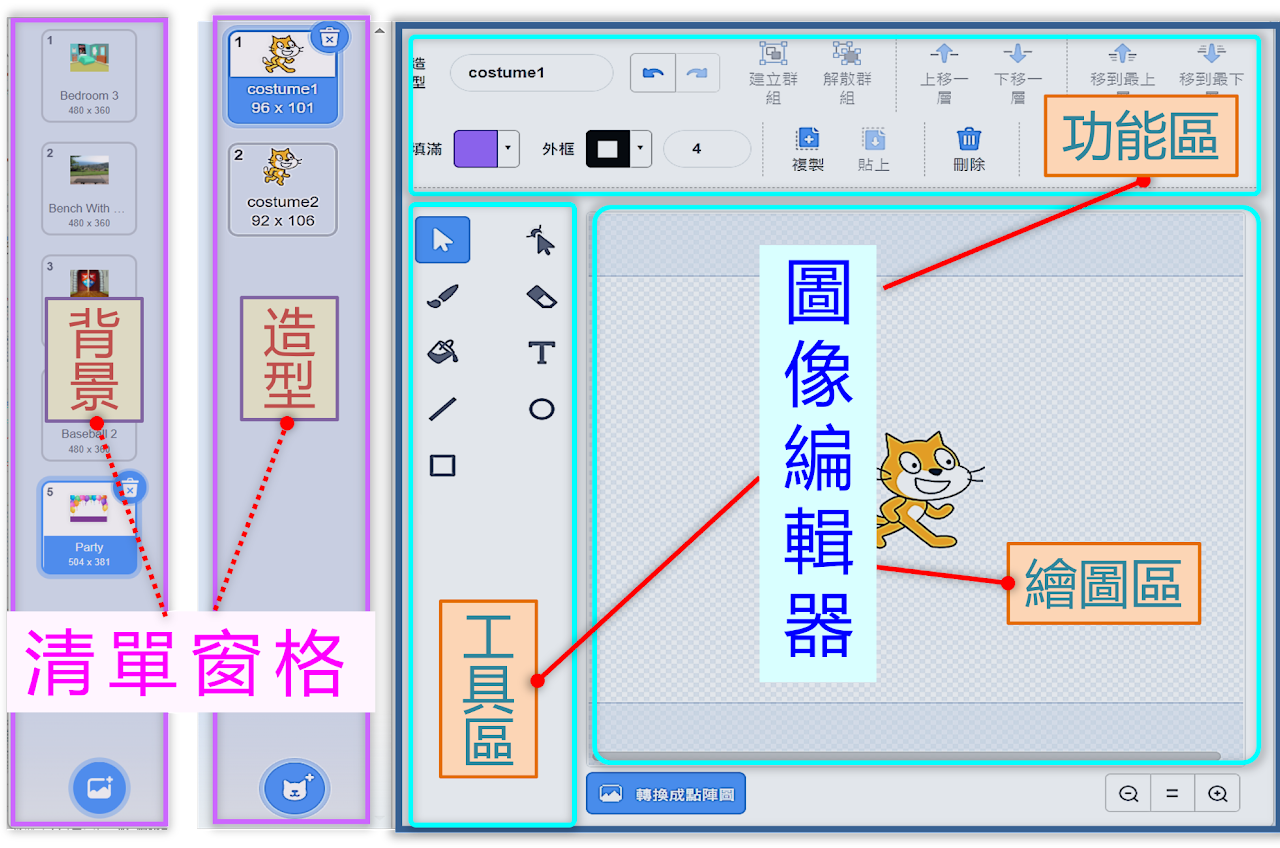 1
Bedroom 3
480 x 360
2
Bench With ...
480 x 360
3
背景
Baseball 2
480 x 360
5
Party
504 x 381
1
costume1
96 x 101
2
costume2
92 x 106
造型
清單窗格
造型
costume1
建立群組
解散群組
上移一層
下移一層
移到最上
移到最下
填滿
外框
4
複製
貼上
刪除
功能區
圖像編輯器
繪圖區
工具區
轉換成點陣圖